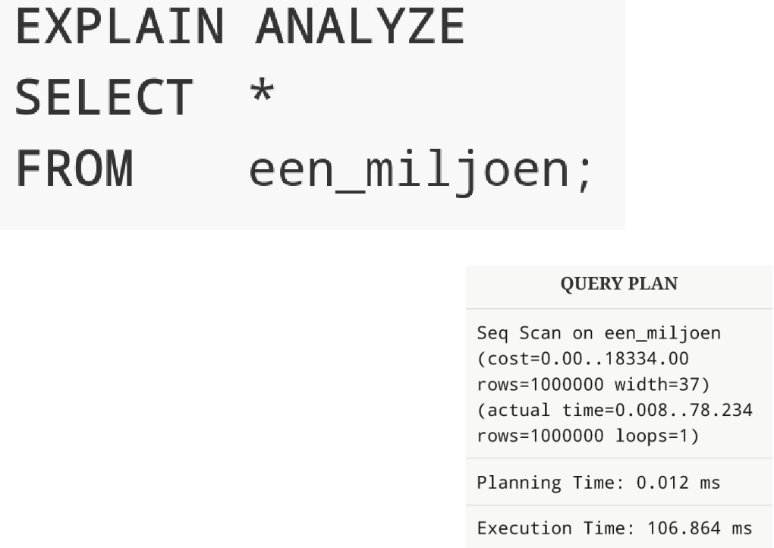 EXPLAIN ANALYZE
SELECT  *
FROM    een_miljoen;
QUERY PLAN
Seq Scan on een_miljoen
(cost=0.00..18334.00
rows=1000000 width=37)
(actual time=0.008..78.234
rows=1000000 loops=1)
Planning Time: 0.012 ms
Execution Time: 106.864 ms